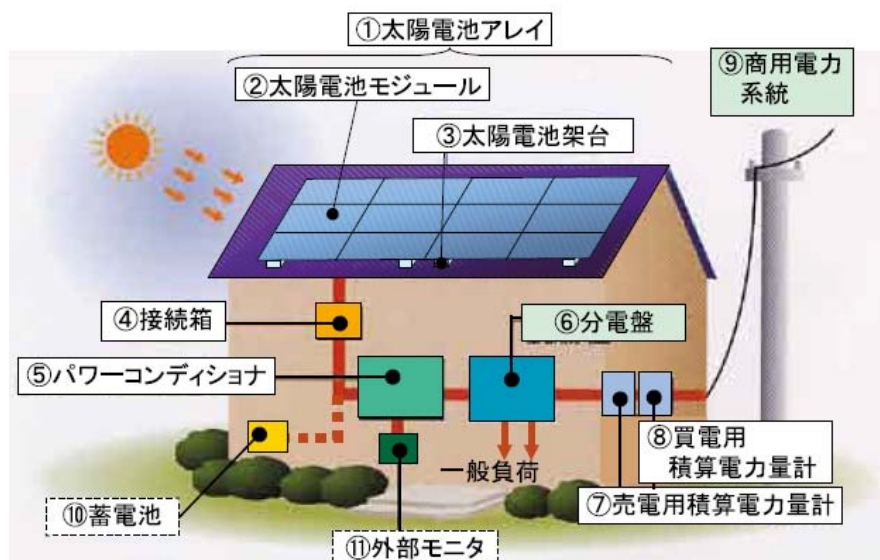 ①太陽電池アレイ
②太陽電池モジュール
③太陽電池架台
⑨商用電力
系統
④接続箱
⑥分電盤
⑤パワーコンディショナ
一般負荷
⑧買電用
積算電力量計
⑦売電用積算電力量計
⑩蓄電池
⑪外部モニタ